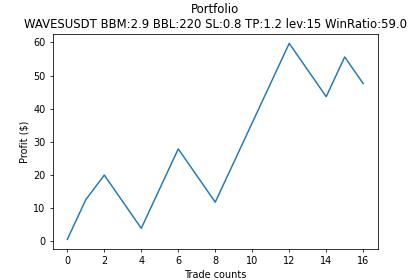 Portfolio
WAVESUSDT BBM:2.9 BBL:220 SL:0.8 TP:1.2 lev:15 WinRatio:59.0
60
50
40
30
20
10
0
Profit ($)
0 2 4 6 8 10 12 14 16
Trade counts